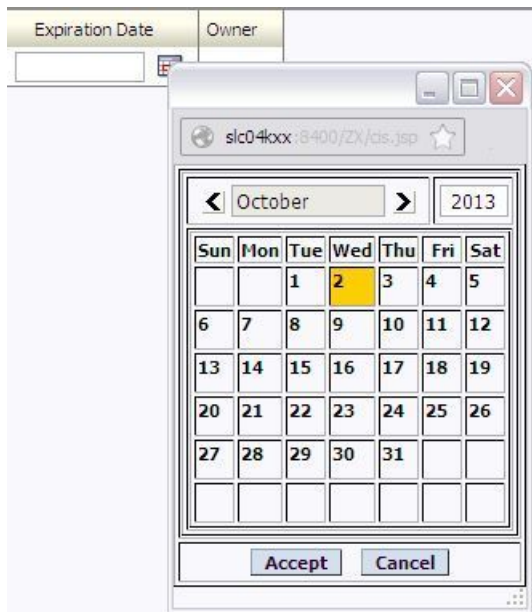 Expiration Date Owner
slc04kxx:8400/ZX/cis.jsp
October 2013
Sun Mon Tue Wed Thu Fri Sat
1 2 3 4 5
6 7 8 9 10 11 12
13 14 15 16 17 18 19
20 21 22 23 24 25 26
27 28 29 30 31
Accept Cancel